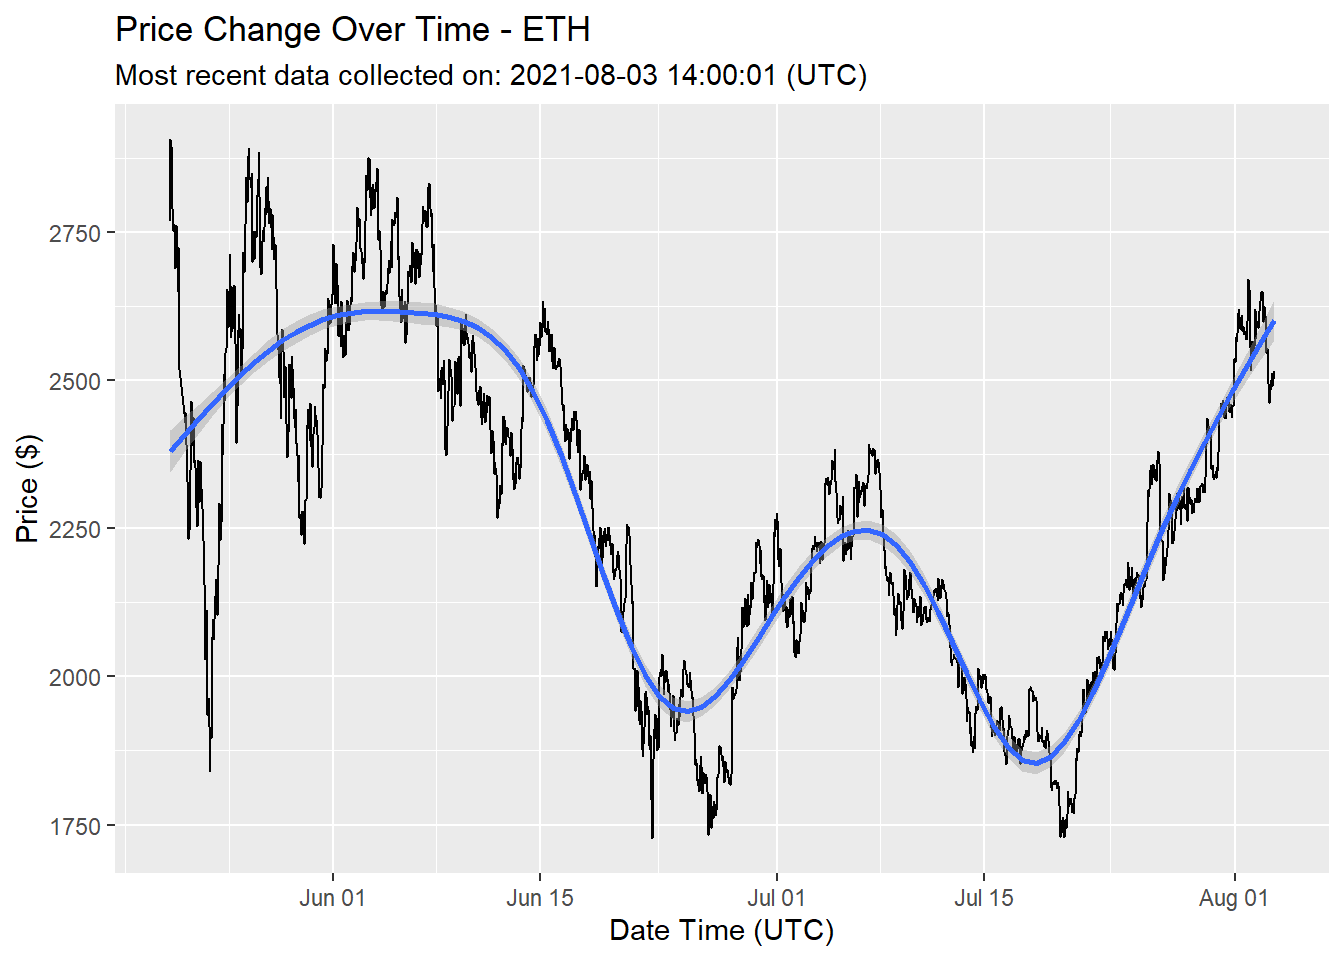 Price Change Over Time - ETH
Most recent data collected on: 2021-08-03 14:00:01 (UTC)
Price ($)
2750
2500
2250
2000
1750
Jun 01
Jun 15
Jul 01
Jul 15
Aug 01
Date Time (UTC)